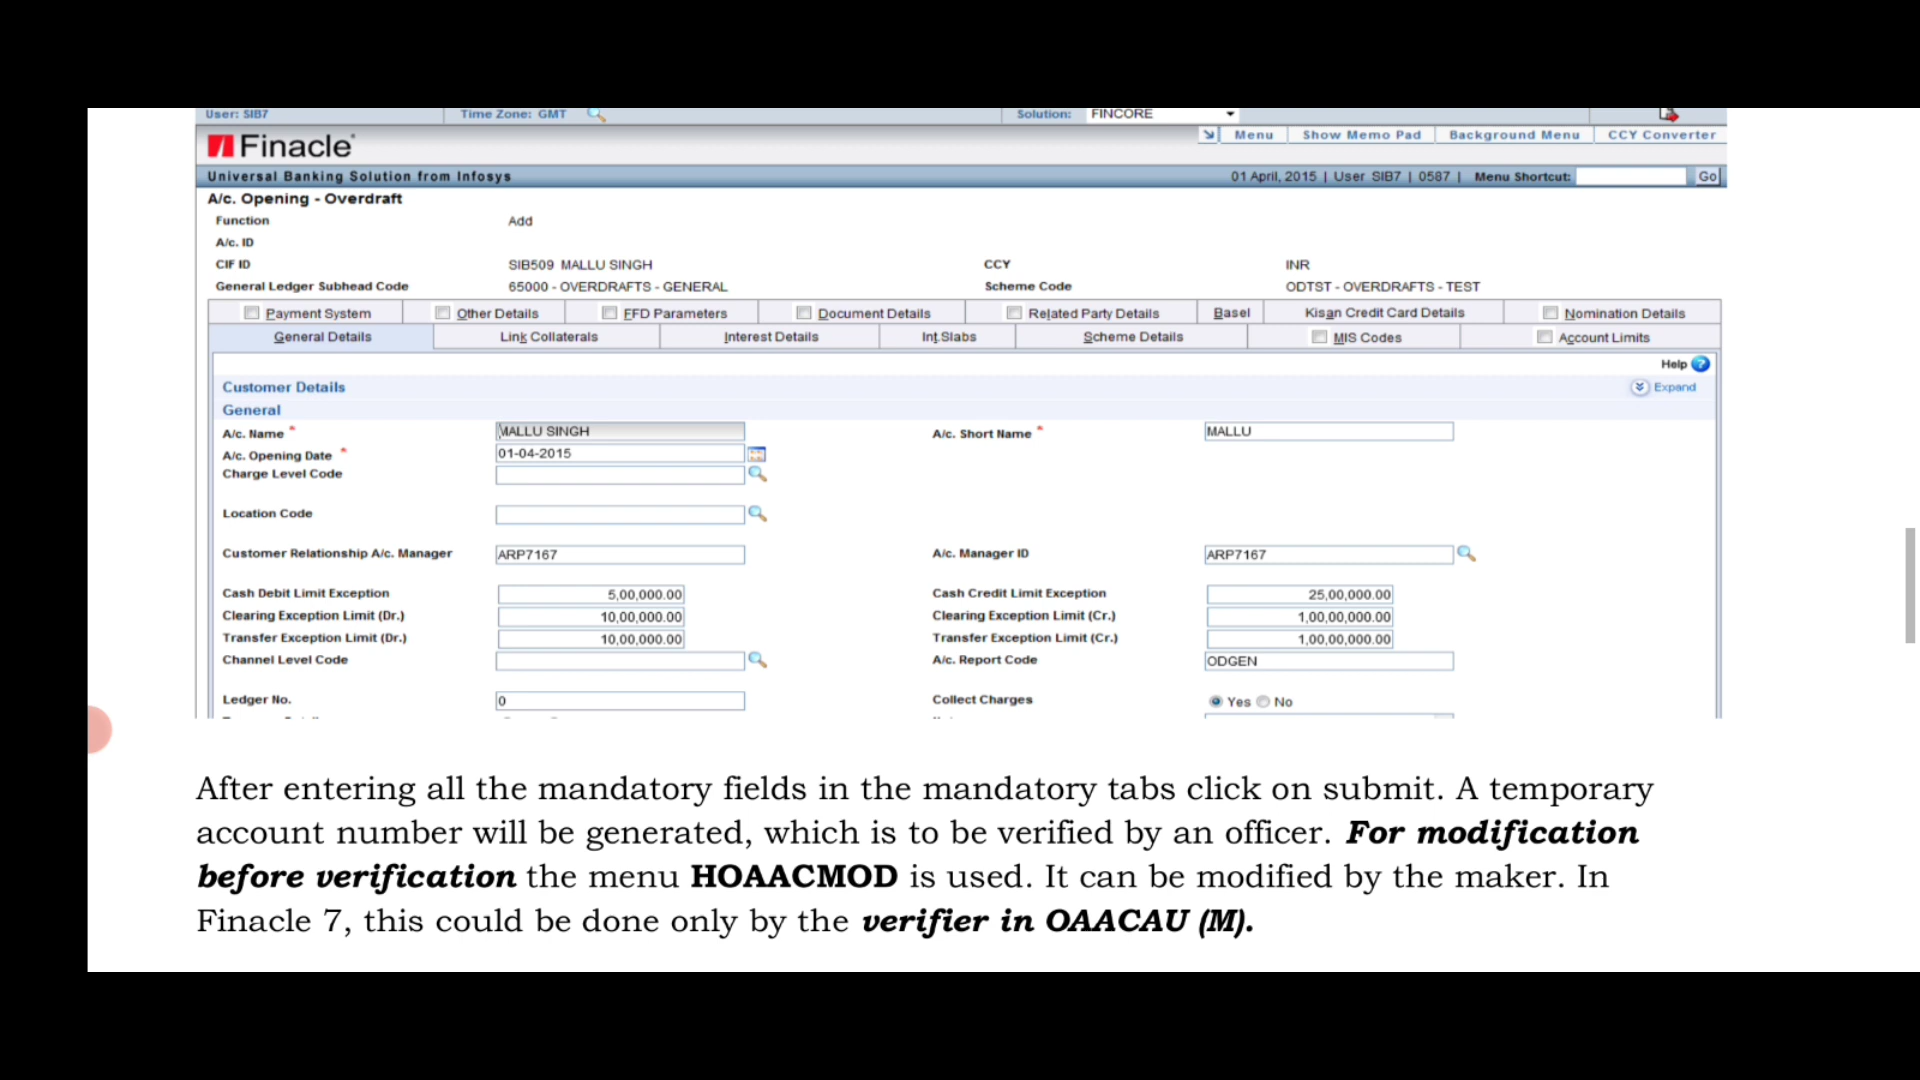 User: SIB7 Time Zone: GMT Solution: FINCORE
Finacle Menu Show Memo Pad Background Menu CCY Converter
Universal Banking Solution from Infosys 01 April, 2015 | User SIB7 | 0587 | Menu Shortcut: Go
A/c. Opening - Overdraft
Function Add
A/c. ID
CIF ID SIB509 MALLU SINGH CCY INR
General Ledger Subhead Code 65000 - OVERDRAFTS - GENERAL Scheme Code ODTST - OVERDRAFTS - TEST
Payment System Other Details FFD Parameters Document Details Related Party Details Basel Kisan Credit Card Details Nomination Details
General Details Link Collaterals Interest Details Int.Slabs Scheme Details MIS Codes Account Limits
Help ?
Customer Details Expand
General
A/c. Name * MALLU SINGH A/c. Short Name * MALLU
A/c. Opening Date * 01-04-2015
Charge Level Code
Location Code
Customer Relationship A/c. Manager ARP7167 A/c. Manager ID ARP7167
Cash Debit Limit Exception 5,00,000.00 Cash Credit Limit Exception 25,00,000.00
Clearing Exception Limit (Dr.) 10,00,000.00 Clearing Exception Limit (Cr.) 1,00,00,000.00
Transfer Exception Limit (Dr.) 10,00,000.00 Transfer Exception Limit (Cr.) 1,00,00,000.00
Channel Level Code A/c. Report Code ODGEN
Ledger No. 0 Collect Charges Yes No
After entering all the mandatory fields in the mandatory tabs click on submit. A temporary
account number will be generated, which is to be verified by an officer. For modification
before verification the menu HOAACMOD is used. It can be modified by the maker. In
Finacle 7, this could be done only by the verifier in OAACAU (M).